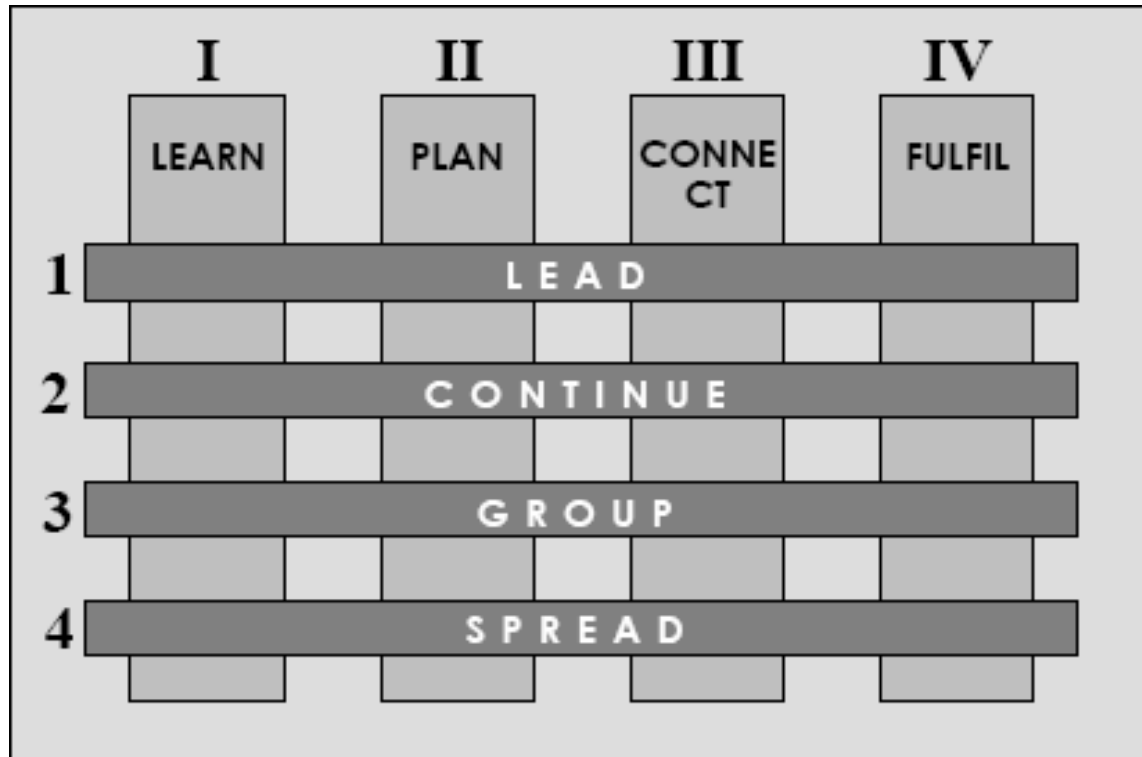 I II III IV
LEARN PLAN CONNE FULFIL
CT
1 LEAD
2 CONTINUE
3 GROUP
4 SPREAD